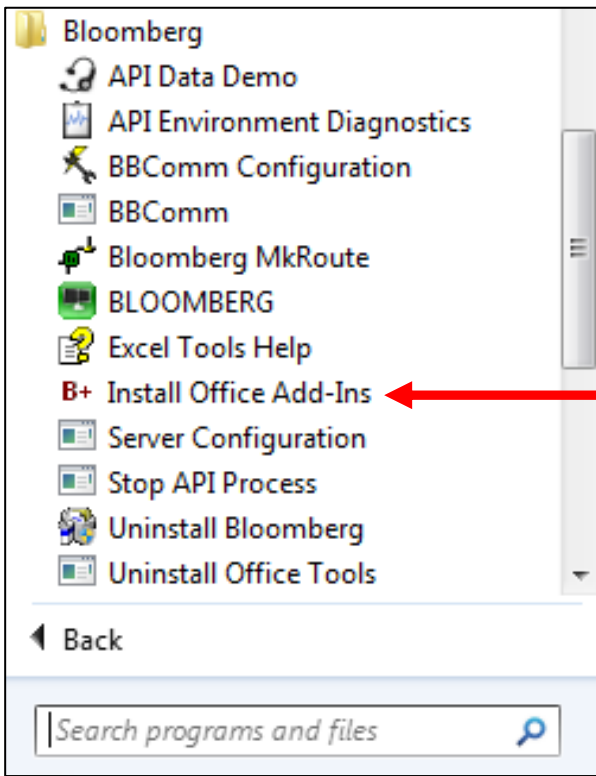 Bloomberg
API Data Demo
API Environment Diagnostics
BBComm Configuration
BBComm
Bloomberg MkRoute
BLOOMBERG
Excel Tools Help
B+ Install Office Add-Ins
Server Configuration
Stop API Process
Uninstall Bloomberg
Uninstall Office Tools
Back
Search programs and files